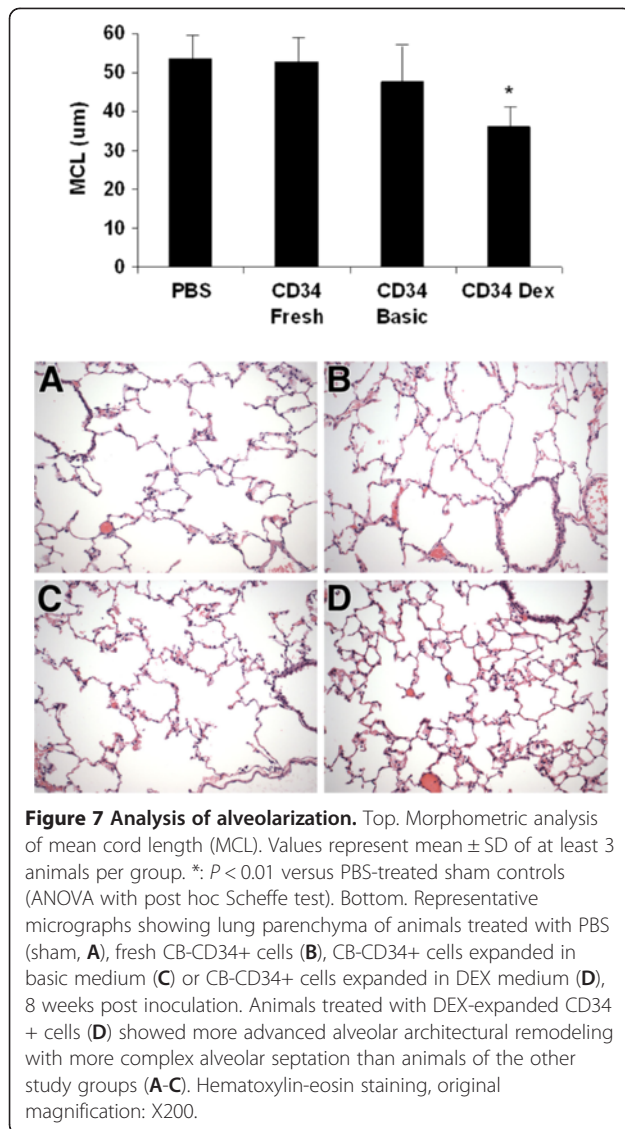 60
50
40
30
20
10
0
MCL (um)
*
PBS
CD34
Fresh
CD34
Basic
CD34 Dex
A
B
C
D
Figure 7 Analysis of alveolarization. Top. Morphometric analysis
of mean cord length (MCL). Values represent mean ± SD of at least 3
animals per group. *: P < 0.01 versus PBS-treated sham controls
(ANOVA with post hoc Scheffe test). Bottom. Representative
micrographs showing lung parenchyma of animals treated with PBS
(sham, A), fresh CB-CD34+ cells (B), CB-CD34+ cells expanded in
basic medium (C) or CB-CD34+ cells expanded in DEX medium (D),
8 weeks post inoculation. Animals treated with DEX-expanded CD34
+ cells (D) showed more advanced alveolar architectural remodeling
with more complex alveolar septation than animals of the other
study groups (A-C). Hematoxylin-eosin staining, original
magnification: X200.